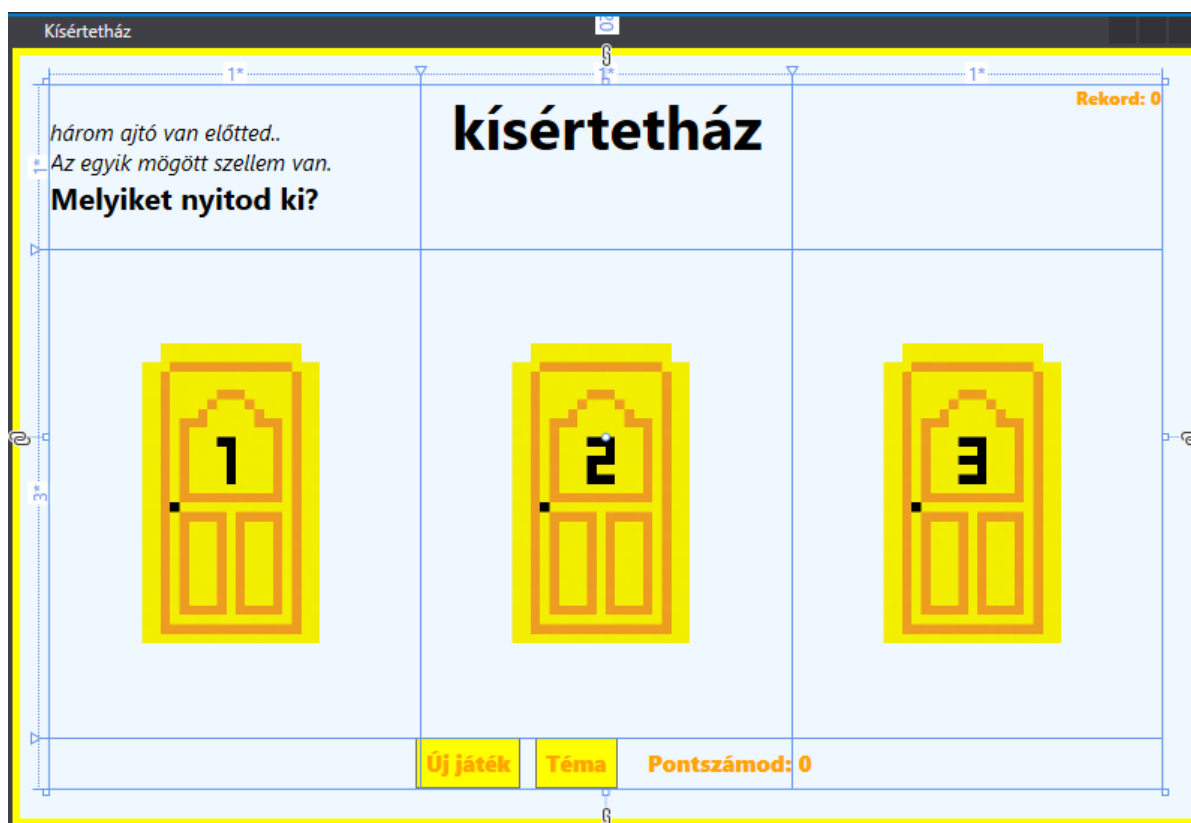 Kísértetház
20
1*
1*
1*
Rekord: 0
kísértetház
három ajtó van előtted..
Az egyik mögött szellem van.
Melyiket nyitod ki?
1*
3*
1
2
3
Új játék
Téma
Pontszámod: 0